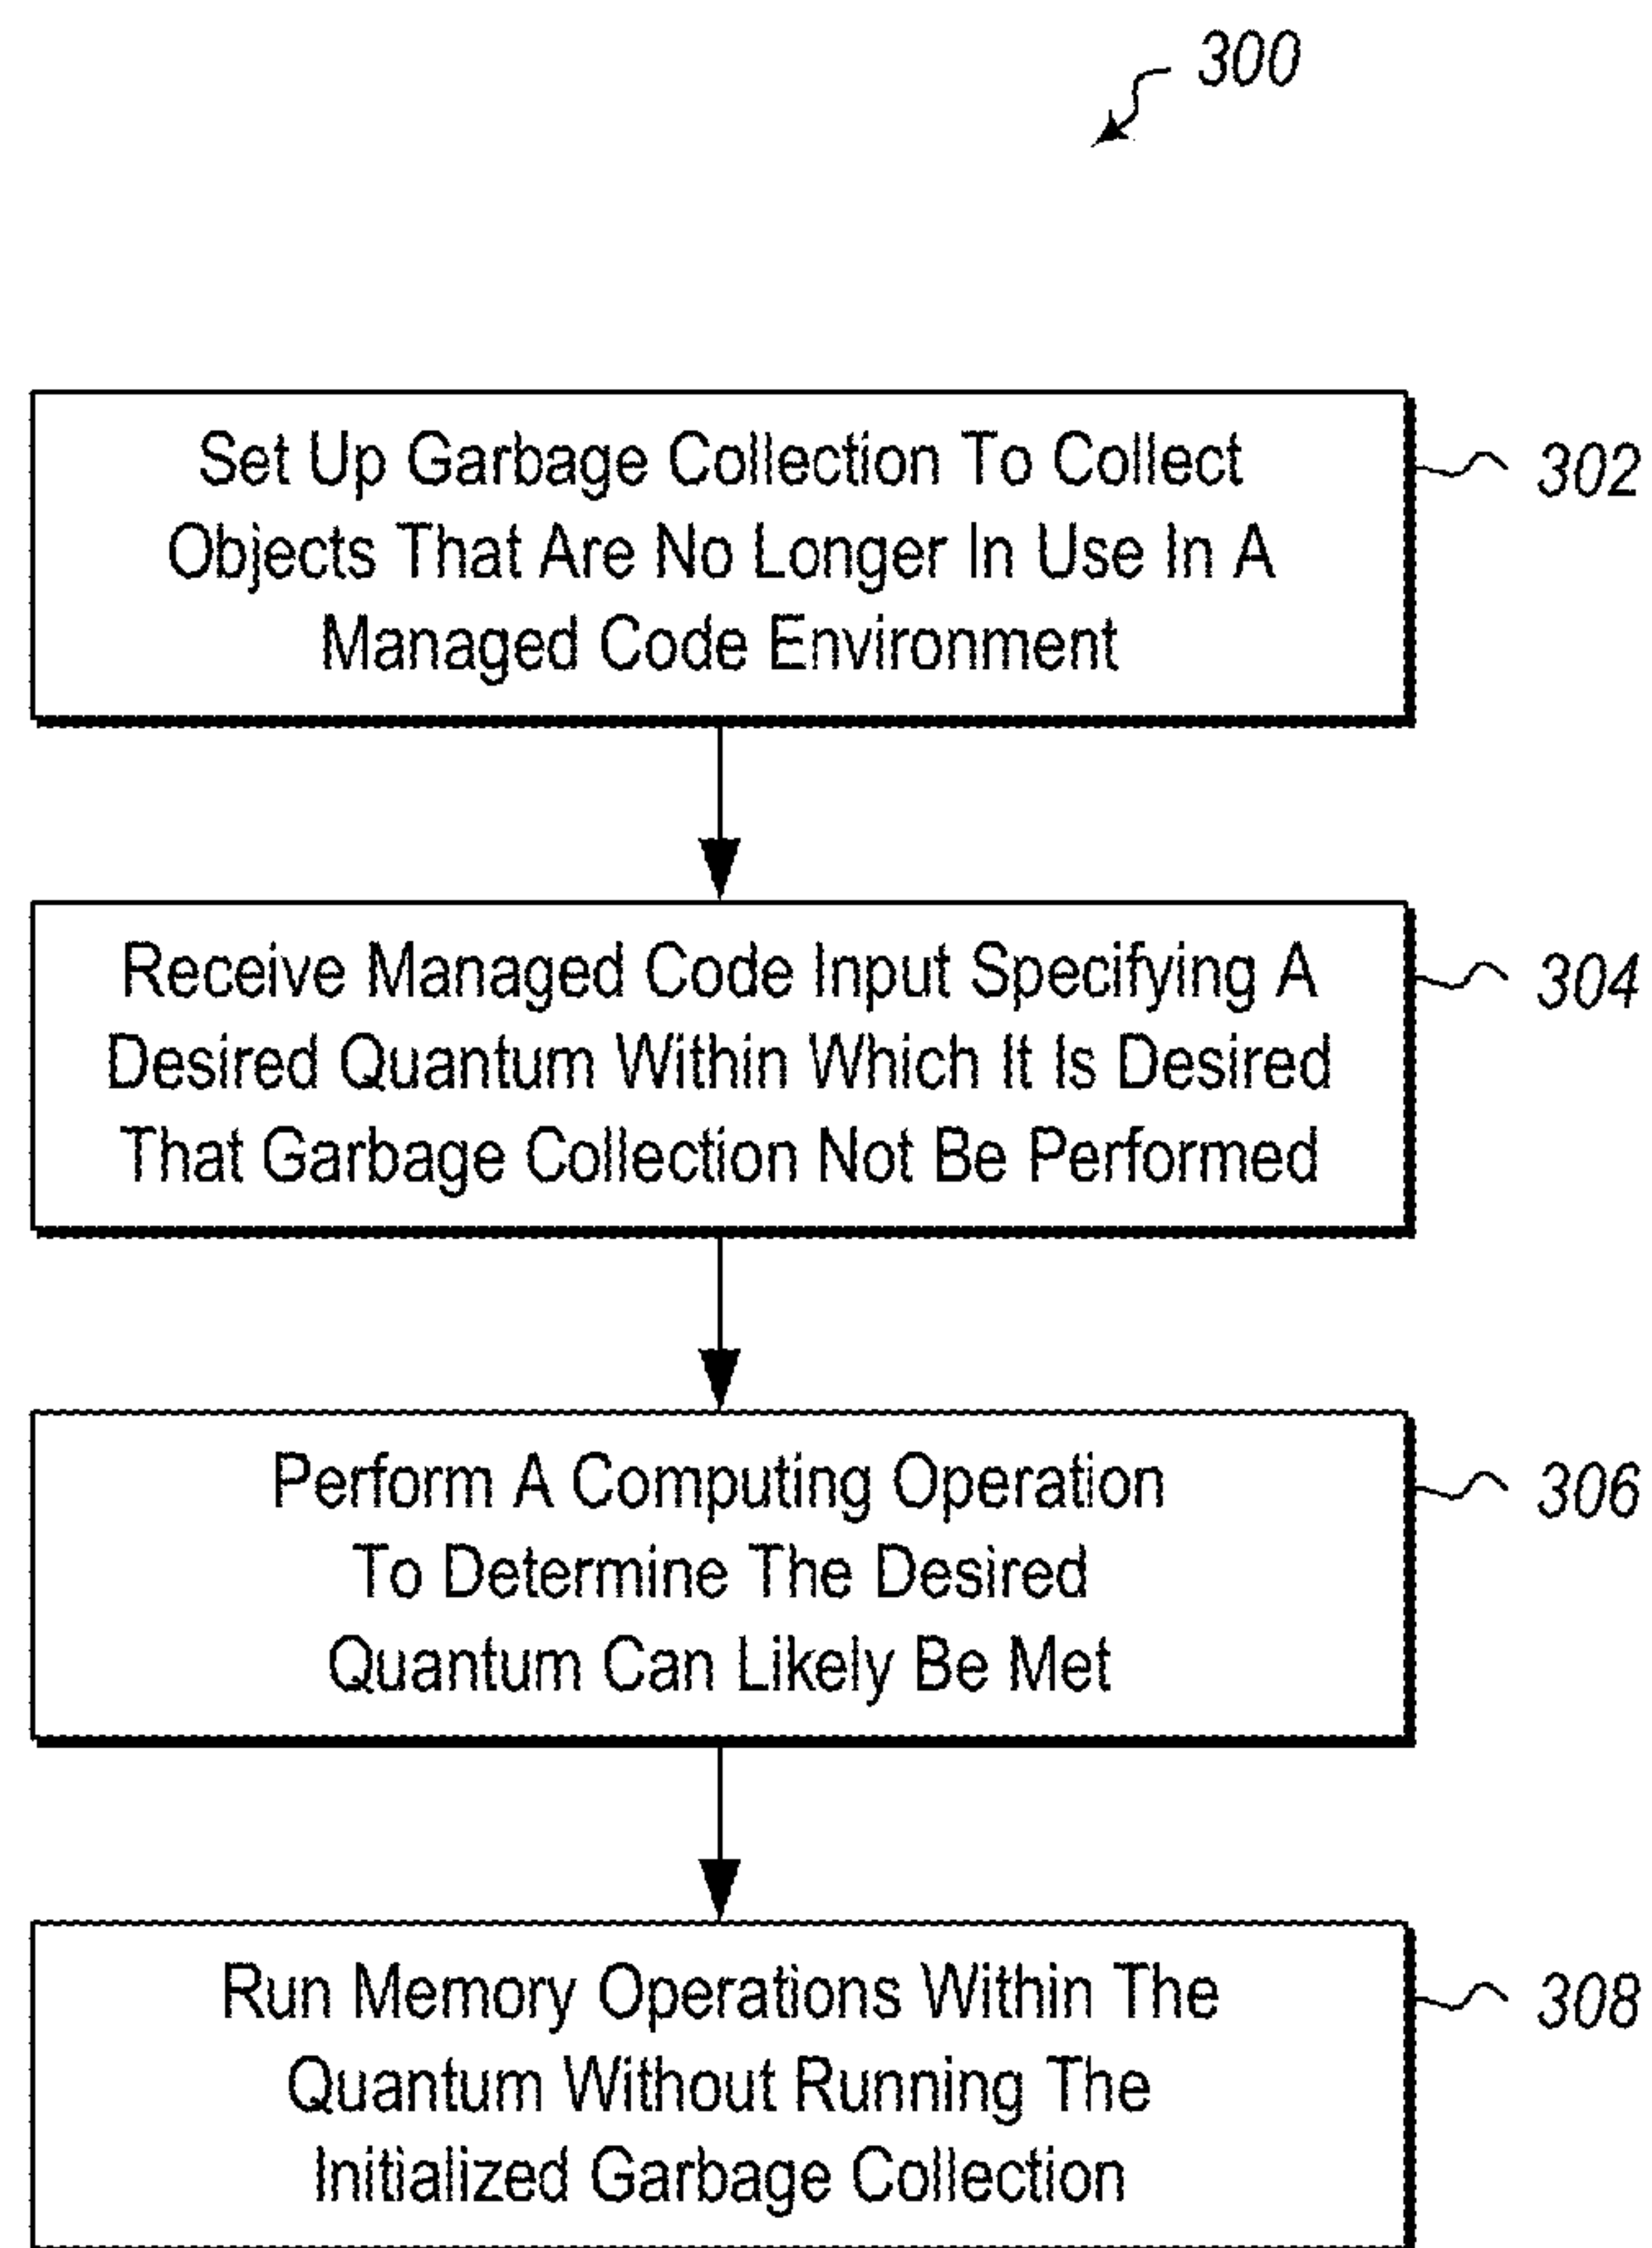 300
Set Up Garbage Collection To Collect
Objects That Are No Longer In Use In A
Managed Code Environment
302
Receive Managed Code Input Specifying A
Desired Quantum Within Which It Is Desired
That Garbage Collection Not Be Performed
304
Perform A Computing Operation
To Determine The Desired
Quantum Can Likely Be Met
306
Run Memory Operations Within The
Quantum Without Running The
Initialized Garbage Collection
308